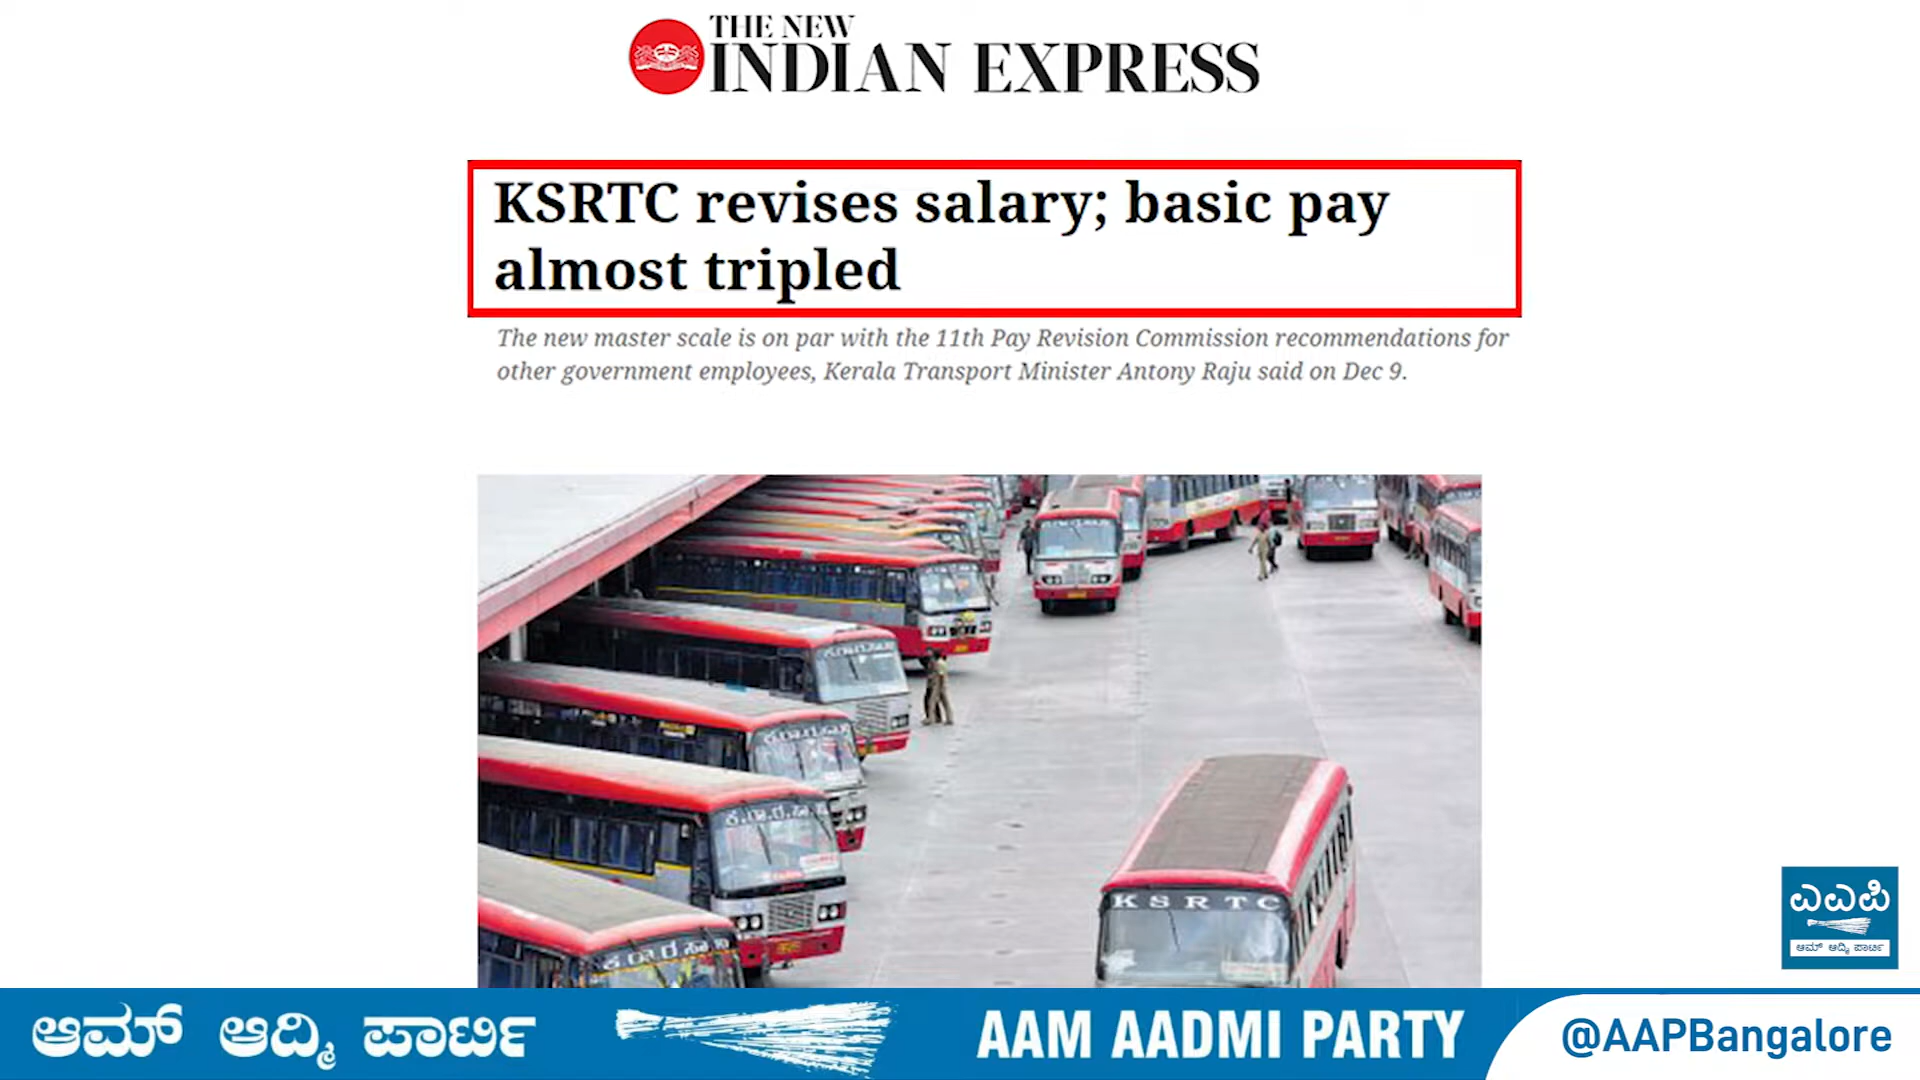 THE NEW
INDIAN EXPRESS
KSRTC revises salary; basic pay
almost tripled
The new master scale is on par with the 11th Pay Revision Commission recommendations for
other government employees, Kerala Transport Minister Antony Raju said on Dec 9.
KSRTC
ಎಎಪಿ
ಆಮ್ ಆದ್ಮಿ ಪಾರ್ಟಿ
ಆಮ್ ಆದ್ಮಿ ಪಾರ್ಟಿ
AAM AADMI PARTY
@AAPBangalore